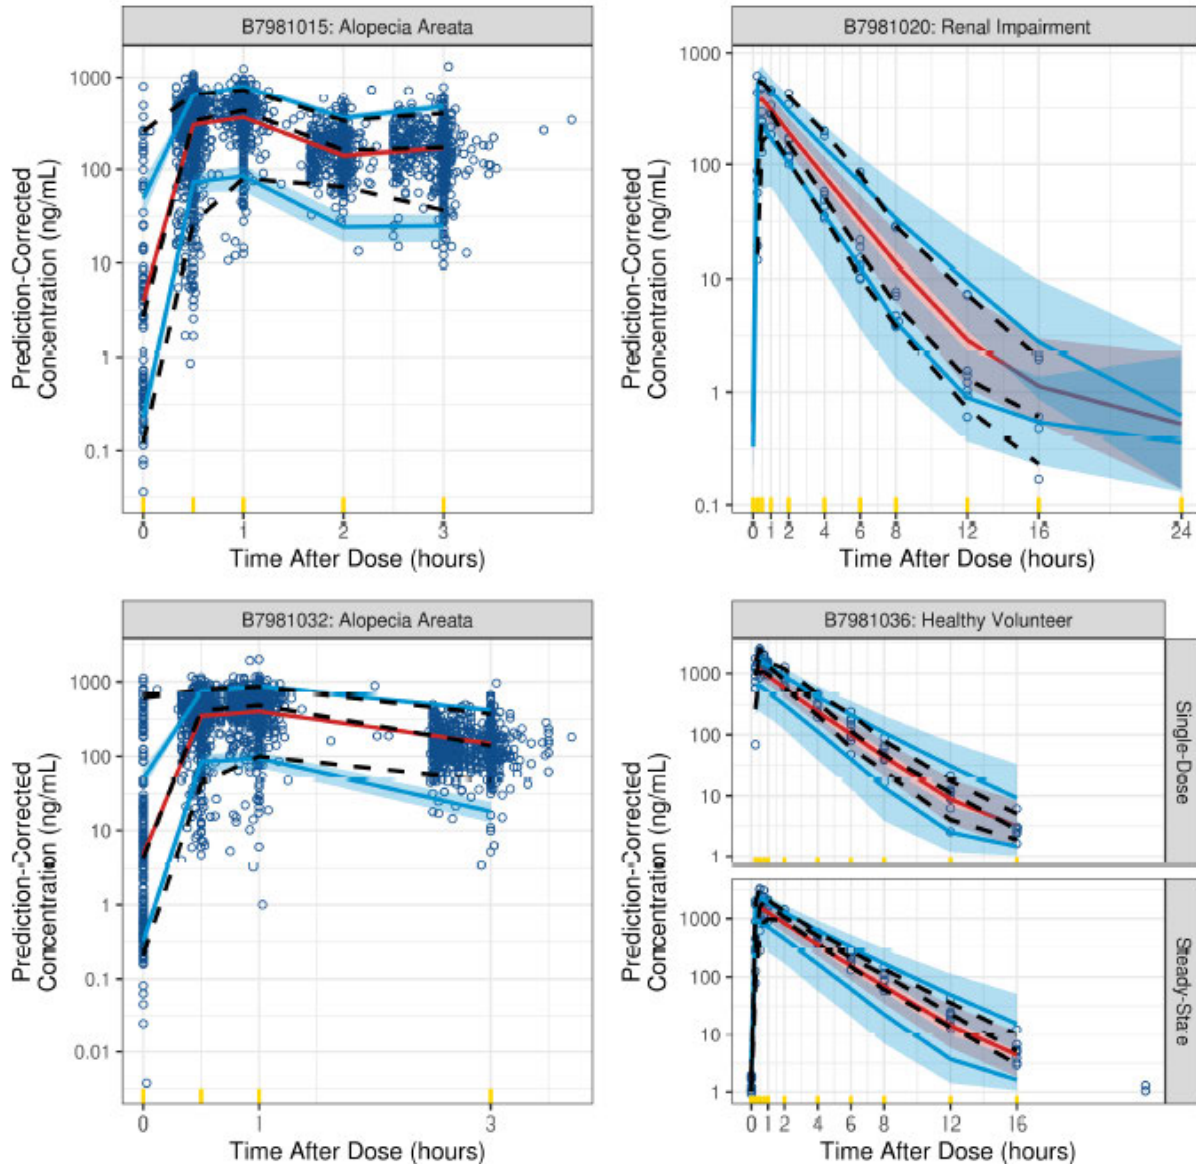 B7981015: Alopecia Areata
Prediction-Corrected
Concentration (ng/mL)
1000
100
10
1
0.1
0 1 2 3
Time After Dose (hours)
B7981020: Renal Impairment
Prediction-Corrected
Concentration (ng/mL)
1000
100
10
1
0.1
0 1 2 4 6 8 12 16 24
Time After Dose (hours)
B7981032: Alopecia Areata
Prediction-Corrected
Concentration (ng/mL)
1000
100
10
1
0.1
0.01
0 1 3
Time After Dose (hours)
B7981036: Healthy Volunteer
Prediction-Corrected
Concentration (ng/mL)
1000
100
10
1
Single-Dose
1000
100
10
1
Steady-State
0 1 2 4 6 8 12 16
Time After Dose (hours)